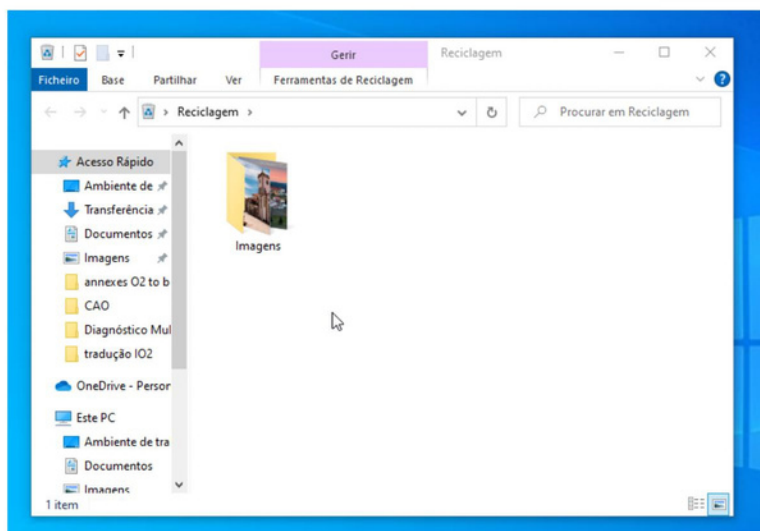 Gerir
Reciclagem
Ficheiro Base Partilhar Ver Ferramentas de Reciclagem
Reciclagem
Procurar em Reciclagem
Acesso Rápido
Ambiente de
Transferência
Documentos
Imagens
annexes O2 to b
CAO
Diagnóstico Mul
tradução IO2
OneDrive - Person
Este PC
Ambiente de tra
Documentos
Imagens
Imagens
1 item